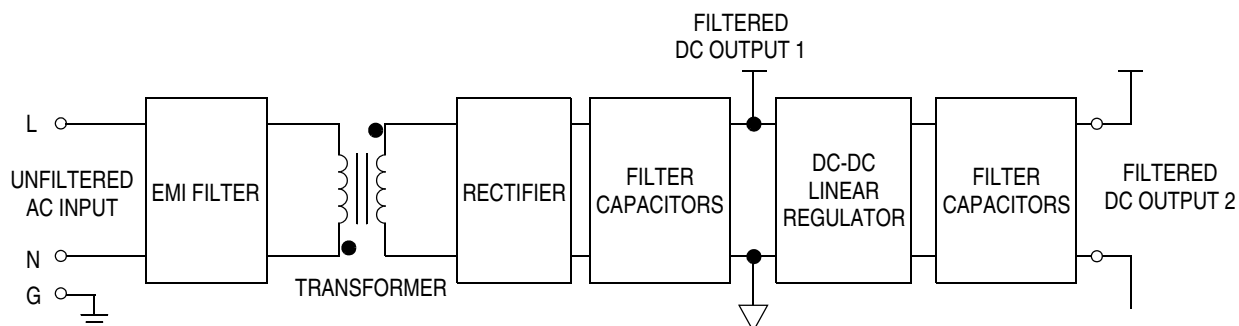 FILTERED
DC OUTPUT 1
L
UNFILTERED
AC INPUT
N
G
EMI FILTER
TRANSFORMER
RECTIFIER
FILTER
CAPACITORS
DC-DC
LINEAR
REGULATOR
FILTER
CAPACITORS
FILTERED
DC OUTPUT 2